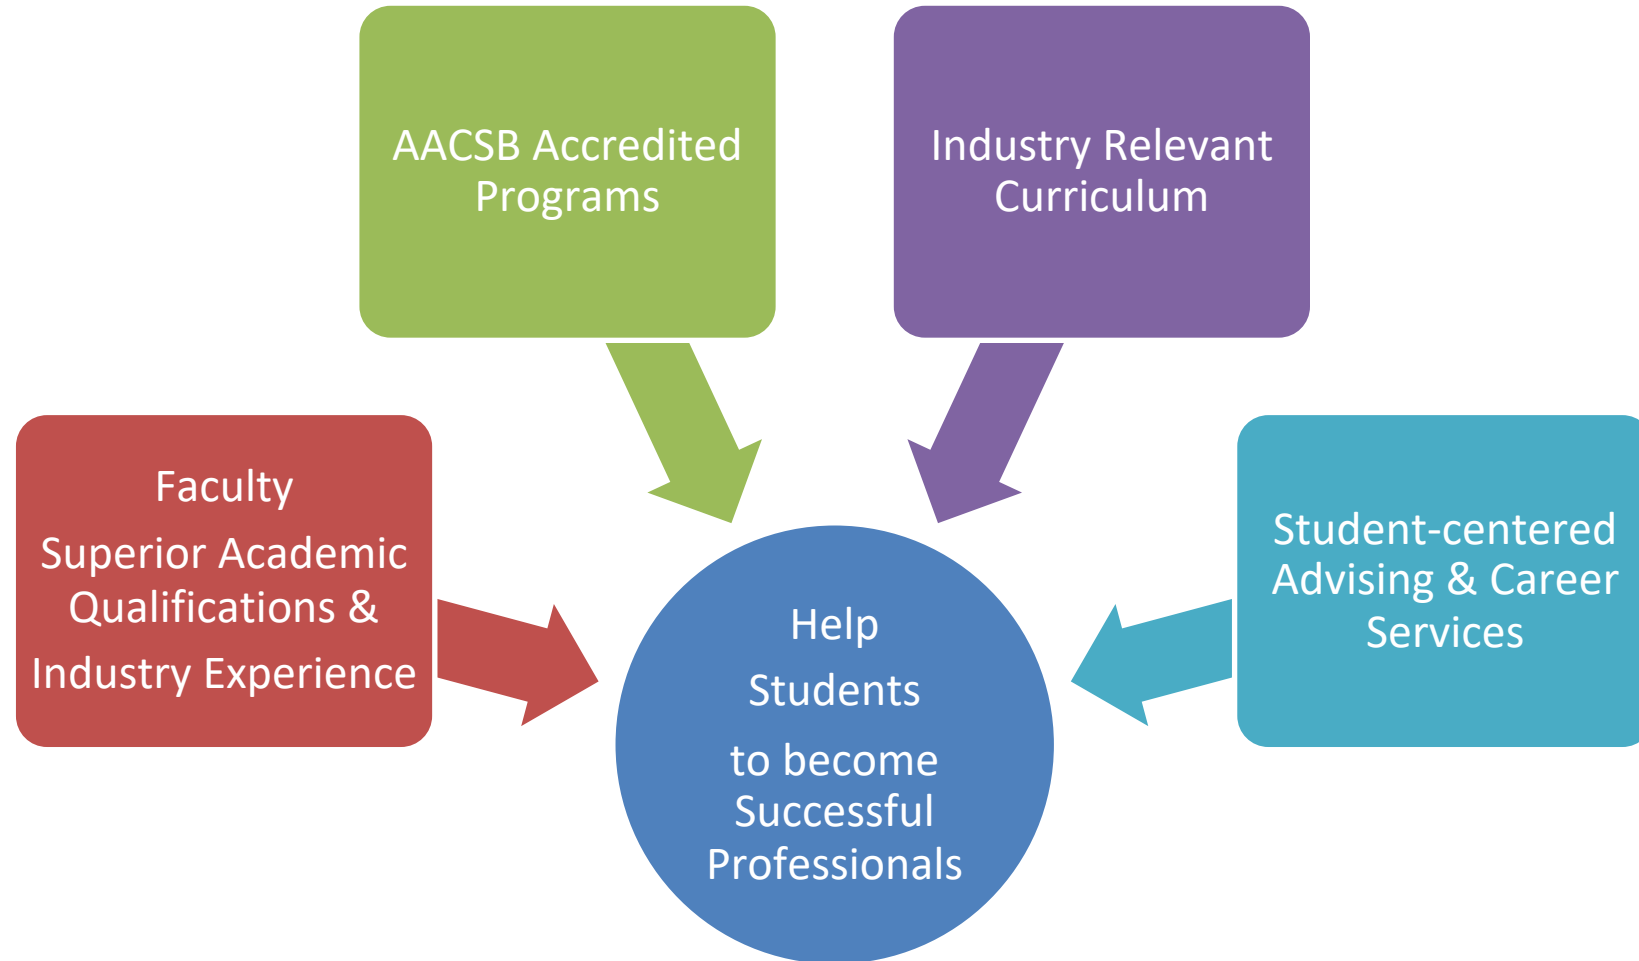 AACSB Accredited
Programs
Industry Relevant
Curriculum
Faculty
Superior Academic
Qualifications &
Industry Experience
Student-centered
Advising & Career
Services
Help
Students
to become
Successful
Professionals